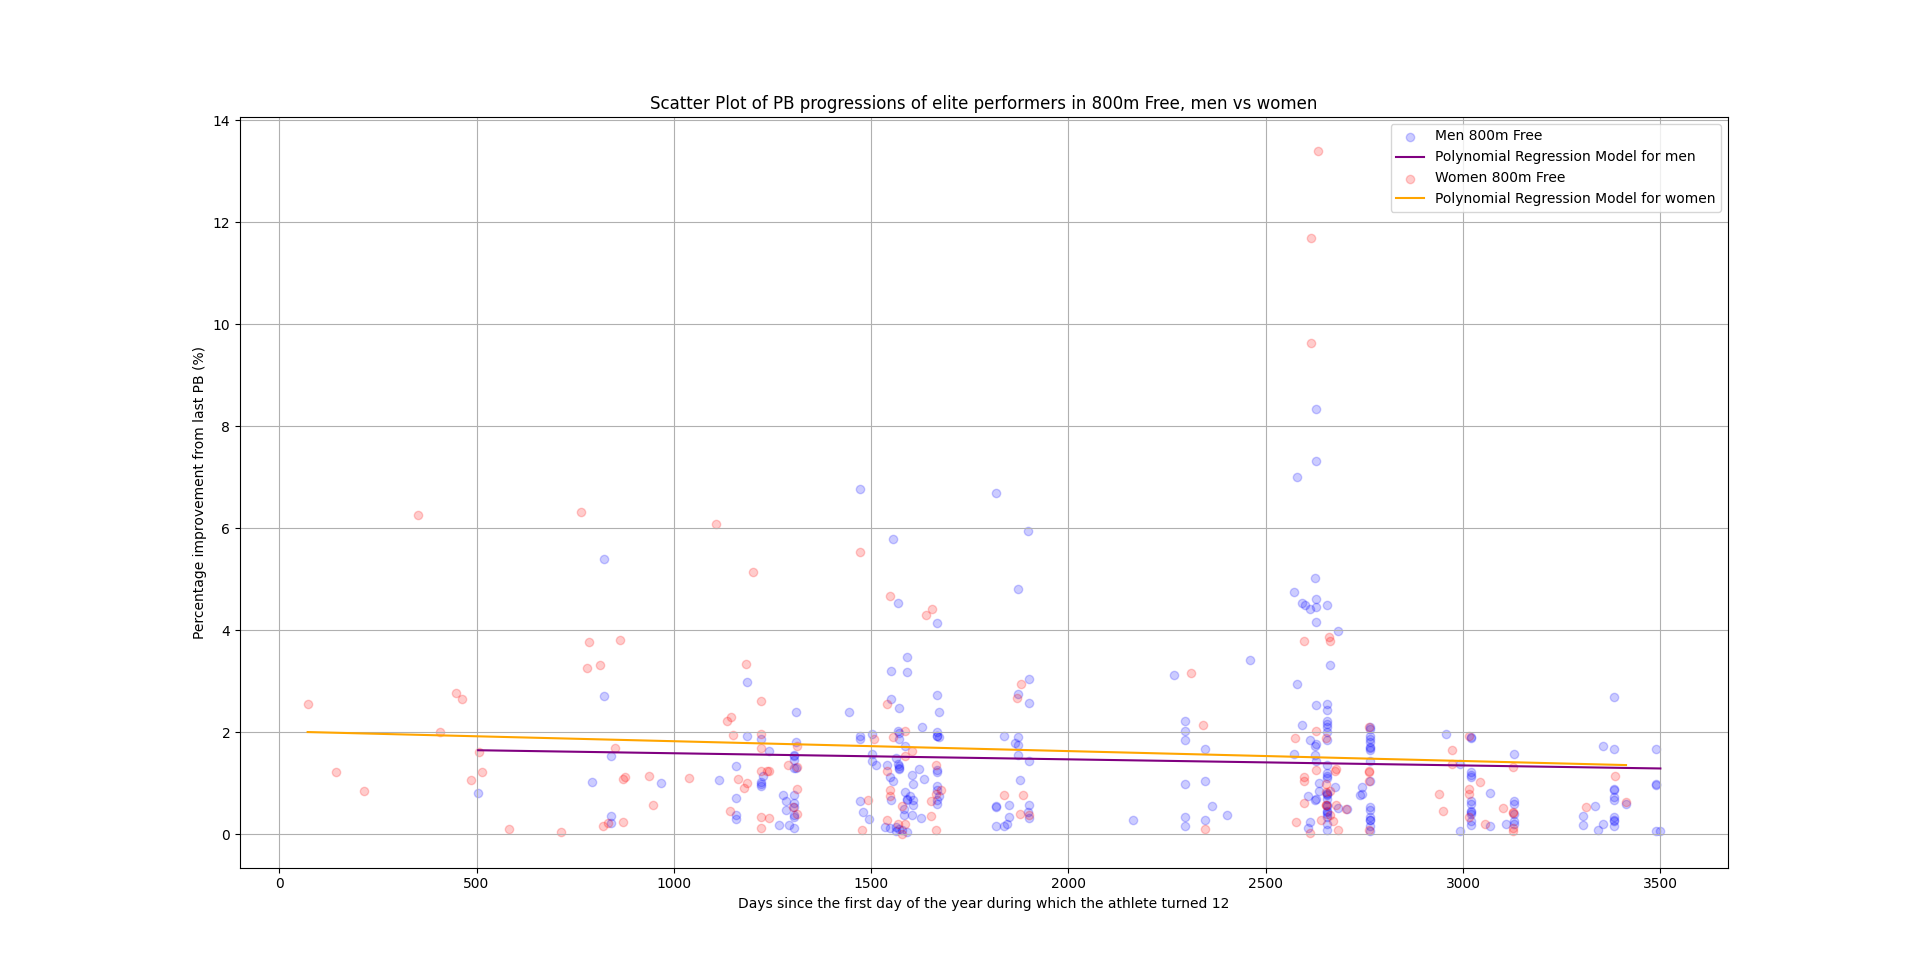 Scatter Plot of PB progressions of elite performers in 800m Free, men vs women
Men 800m Free
Polynomial Regression Model for men
Women 800m Free
Polynomial Regression Model for women
Percentage improvement from last PB (%)
14
12
10
8
6
4
2
0
0 500 1000 1500 2000 2500 3000 3500
Days since the first day of the year during which the athlete turned 12